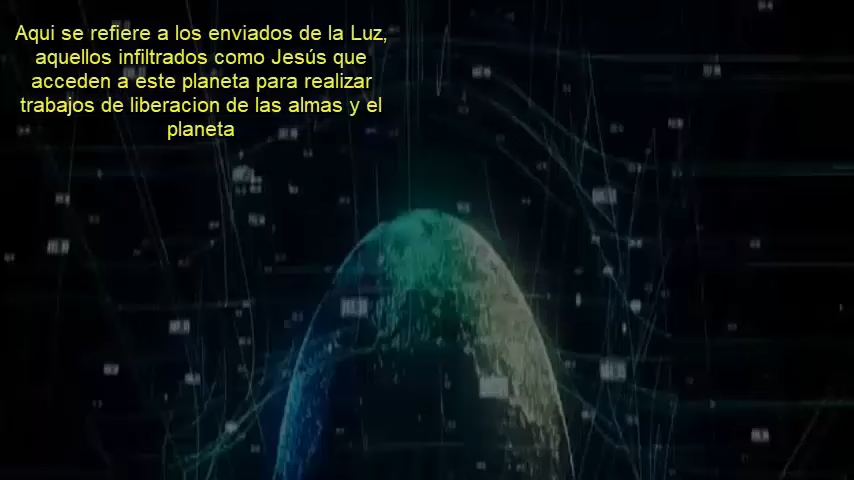 Aqui se refiere a los enviados de la Luz,
aquellos infiltrados como Jesús que
acceden a este planeta para realizar
trabajos de liberacion de las almas y el
planeta